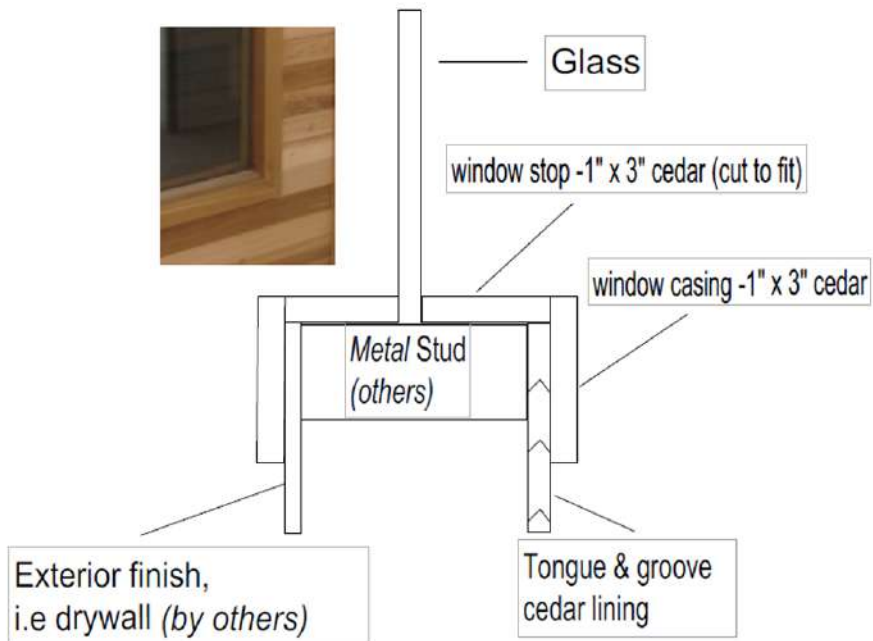 Glass
window stop -1" x 3" cedar (cut to fit)
window casing -1" x 3" cedar
Metal Stud
(others)
Exterior finish,
i.e drywall (by others)
Tongue & groove
cedar lining